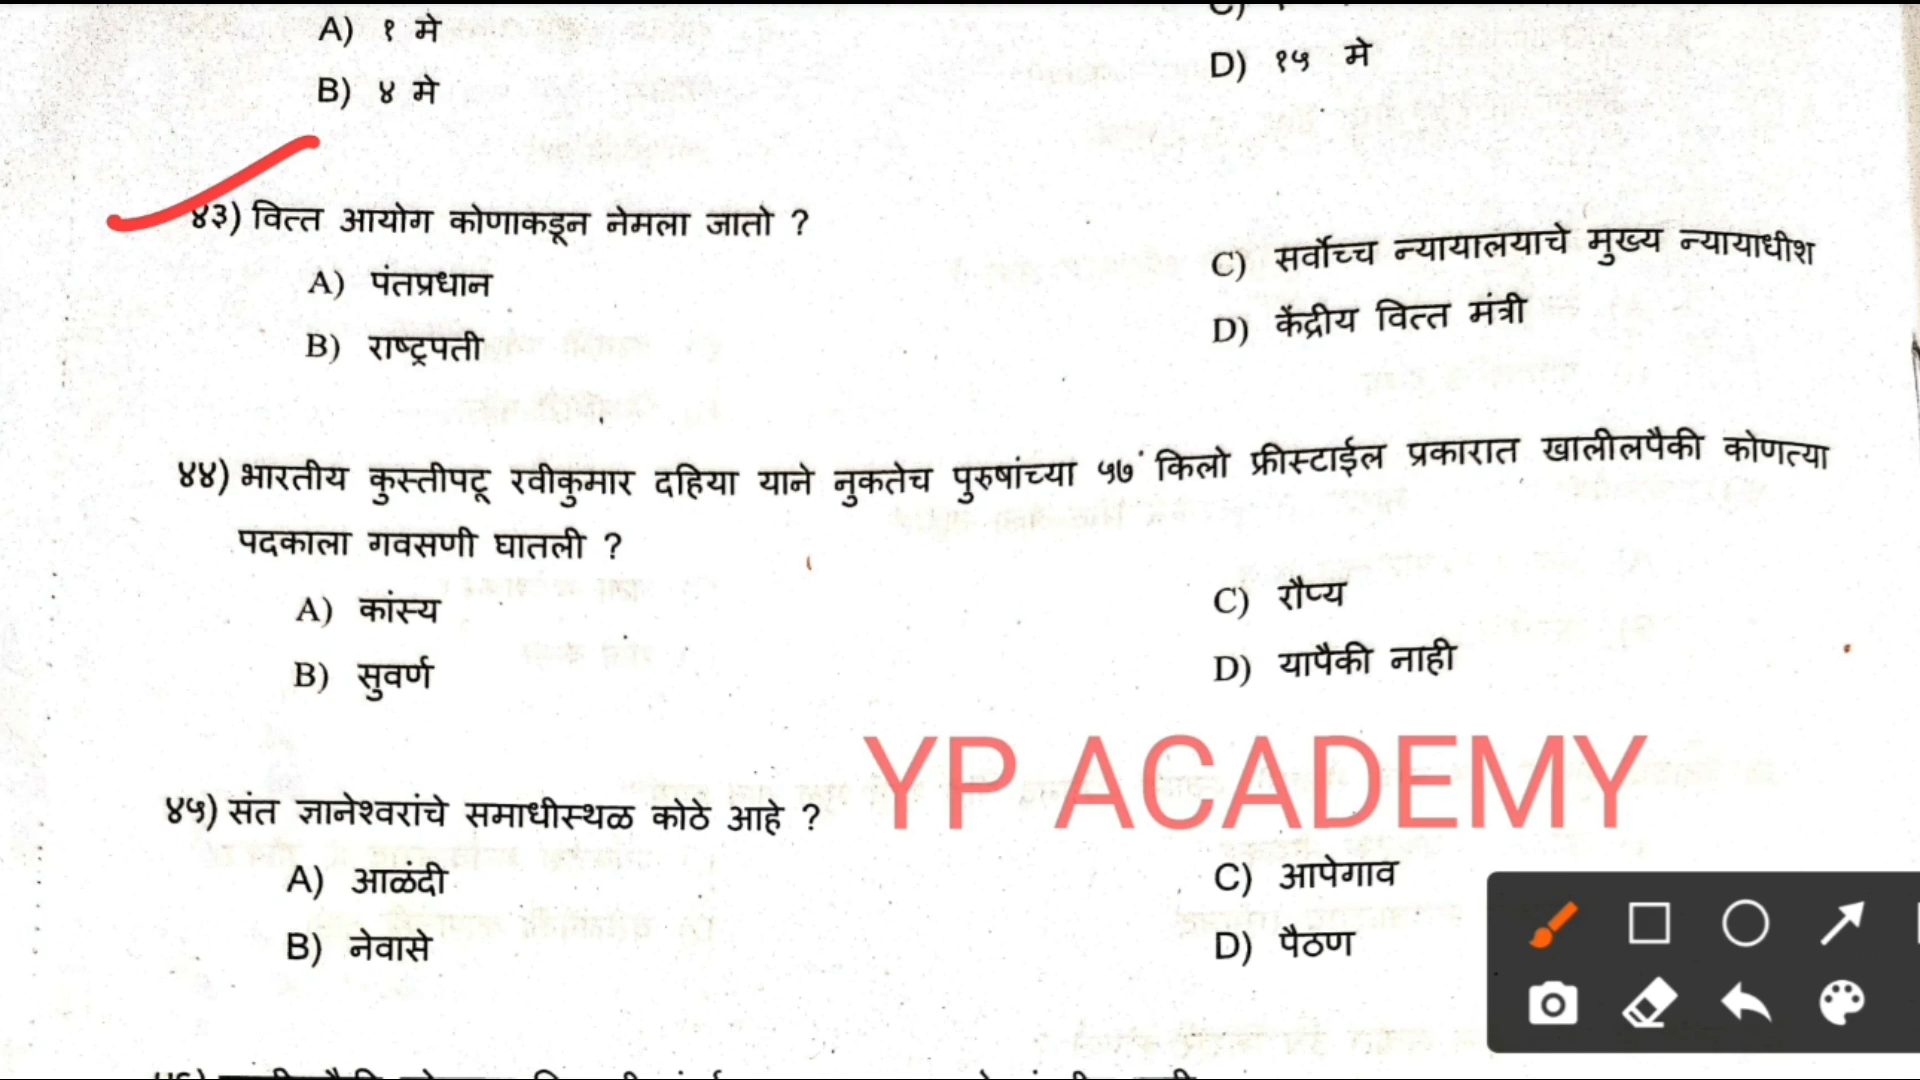 A) १ मे
B) ४ मे
D) १५ मे
४३) वित्त आयोग कोणाकडून नेमला जातो ?
A) पंतप्रधान
B) राष्ट्रपती
C) सर्वोच्च न्यायालयाचे मुख्य न्यायाधीश
D) केंद्रीय वित्त मंत्री
४४) भारतीय कुस्तीपटू रवीकुमार दहिया याने नुकतेच पुरुषांच्या ५७ किलो फ्रीस्टाईल प्रकारात खालीलपैकी कोणत्या
पदकाला गवसणी घातली ?
A) कांस्य
B) सुवर्ण
C) रौप्य
D) यापैकी नाही
YP ACADEMY
४५) संत ज्ञानेश्वरांचे समाधीस्थळ कोठे आहे ?
A) आळंदी
B) नेवासे
C) आपेगाव
D) पैठण